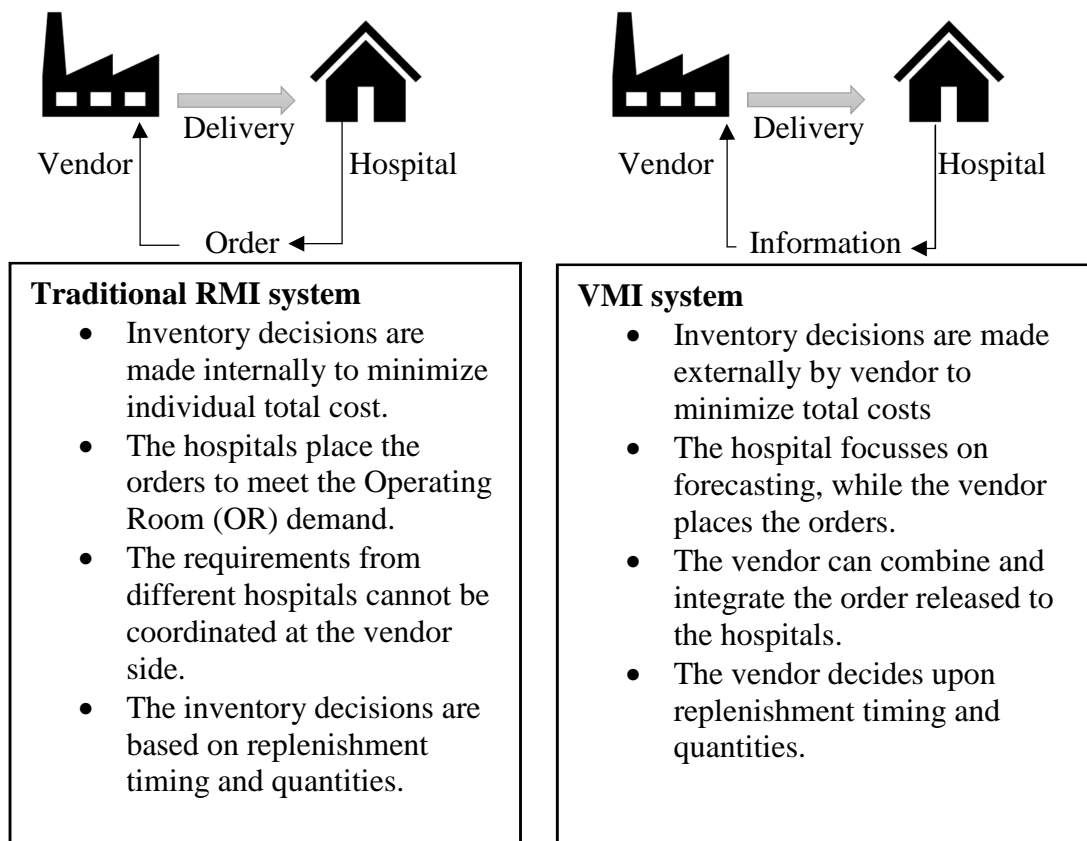 Delivery
Vendor
Hospital
Order
Traditional RMI system
• Inventory decisions are
made internally to minimize
individual total cost.
• The hospitals place the
orders to meet the Operating
Room (OR) demand.
• The requirements from
different hospitals cannot be
coordinated at the vendor
side.
• The inventory decisions are
based on replenishment
timing and quantities.
Delivery
Vendor
Hospital
Information
VMI system
• Inventory decisions are made
externally by vendor to
minimize total costs
• The hospital focusses on
forecasting, while the vendor
places the orders.
• The vendor can combine and
integrate the order released to
the hospitals.
• The vendor decides upon
replenishment timing and
quantities.